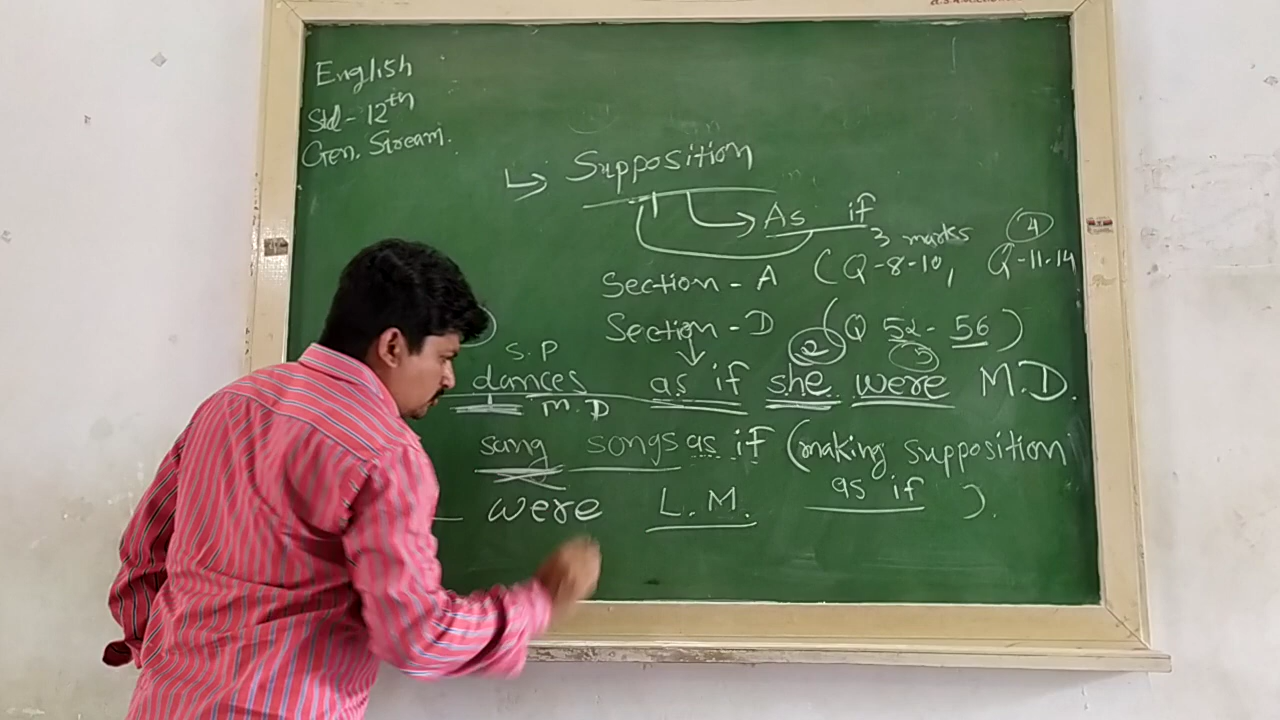 English
Std - 12th
Gen. Stream.
↳ Supposition
→ As if
3 marks (4)
Section - A (Q-8-10, Q-11-14
Section - D (Q 52 - 56)
S.P (2) (3)
dances as if she were M.D.
M.D
sang songs as if (making supposition
were L.M. as if ).